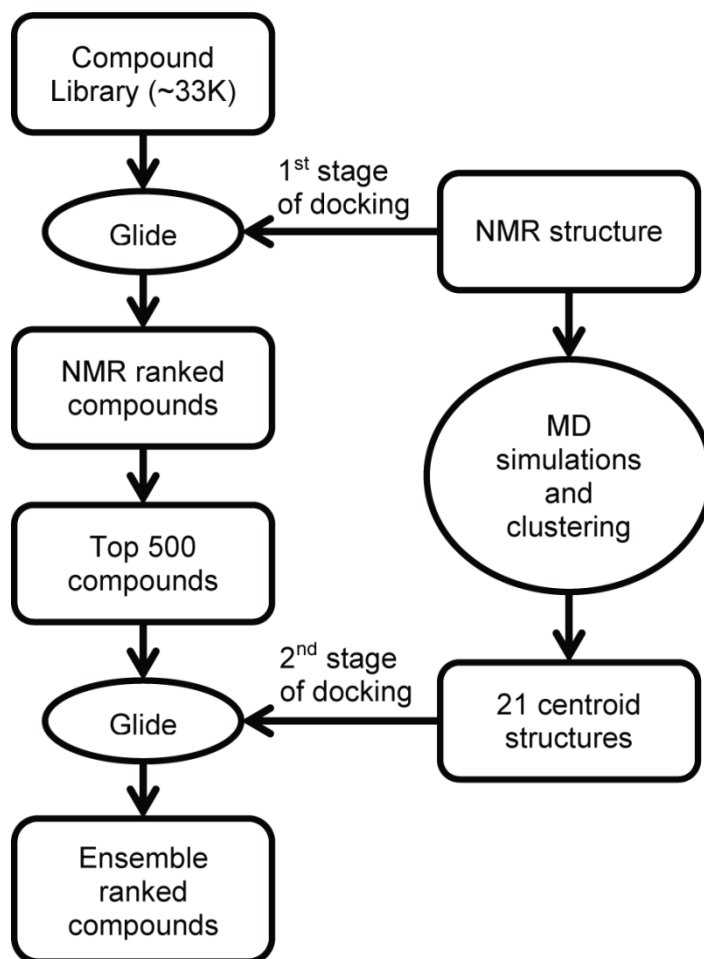 Compound
Library (~33K)
1st stage
of docking
Glide
NMR structure
NMR ranked
compounds
MD
simulations
and
clustering
Top 500
compounds
2nd stage
of docking
Glide
21 centroid
structures
Ensemble
ranked
compounds